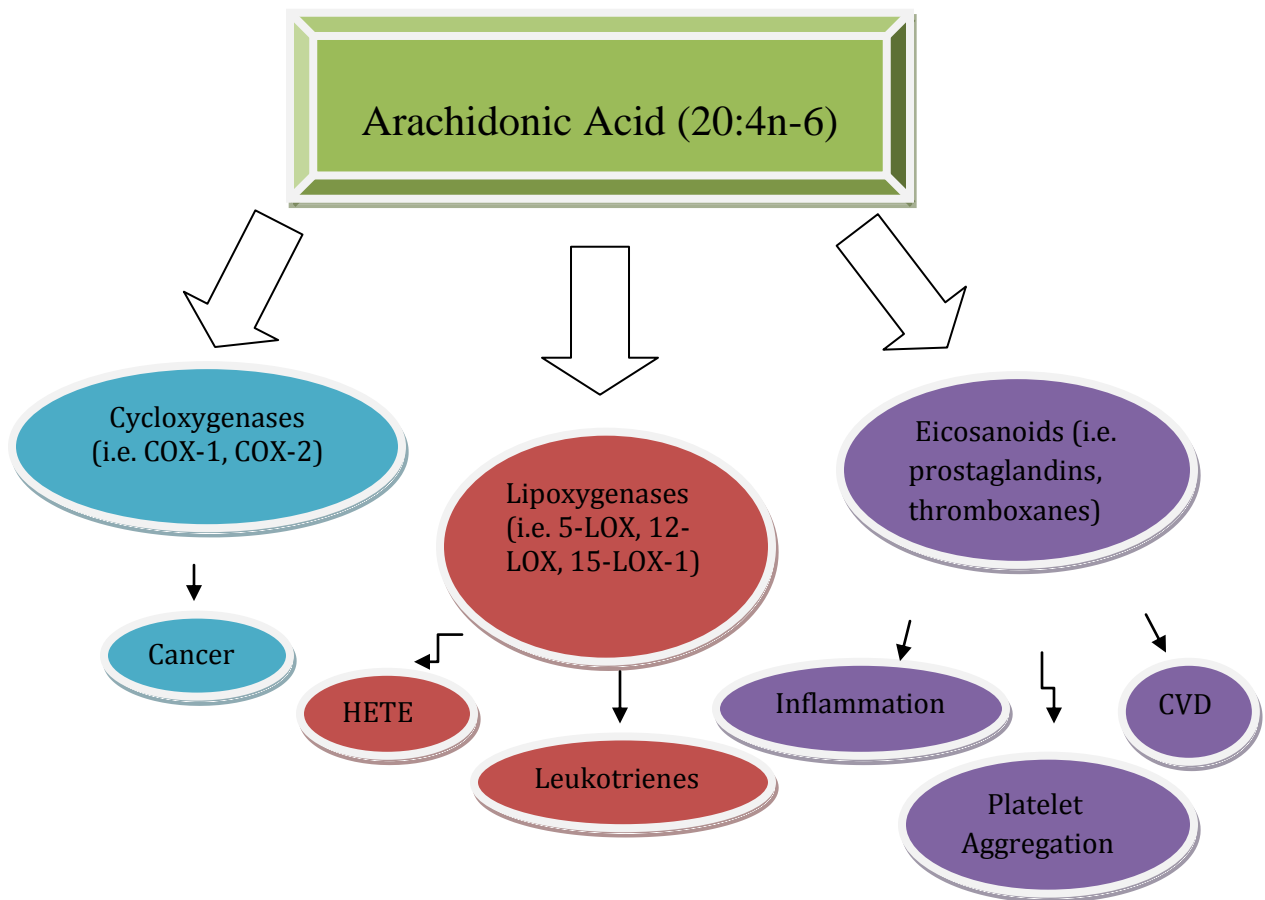 Arachidonic Acid (20:4n-6)
Cycloxygenases
(i.e. COX-1, COX-2)
Lipoxygenases
(i.e. 5-LOX, 12-
LOX, 15-LOX-1)
Eicosanoids (i.e.
prostaglandins,
thromboxanes)
Cancer
HETE
Leukotrienes
Inflammation
Platelet
Aggregation
CVD